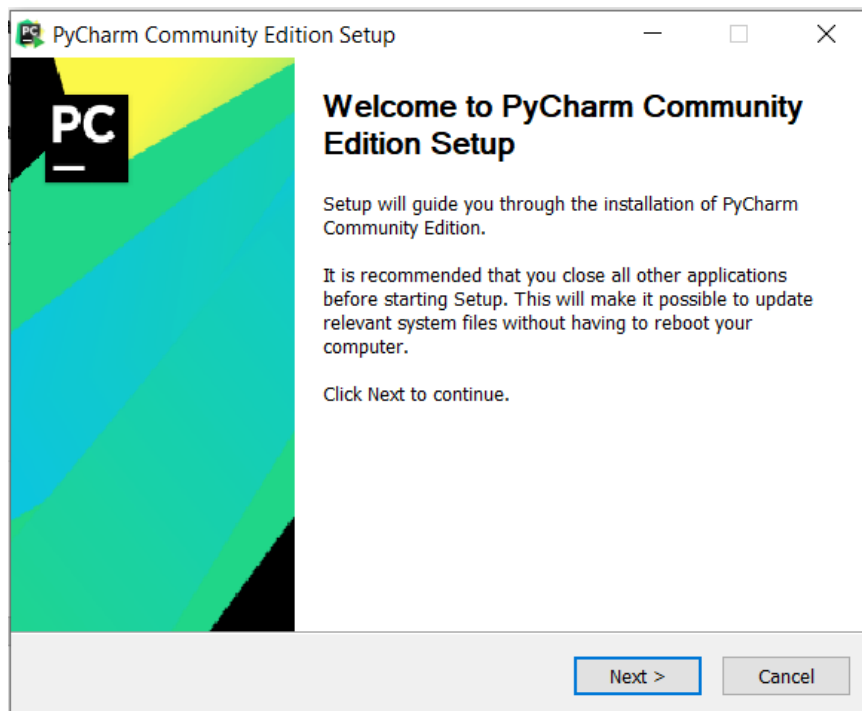 PyCharm Community Edition Setup
PC
Welcome to PyCharm Community
Edition Setup
Setup will guide you through the installation of PyCharm
Community Edition.
It is recommended that you close all other applications
before starting Setup. This will make it possible to update
relevant system files without having to reboot your
computer.
Click Next to continue.
Next >
Cancel